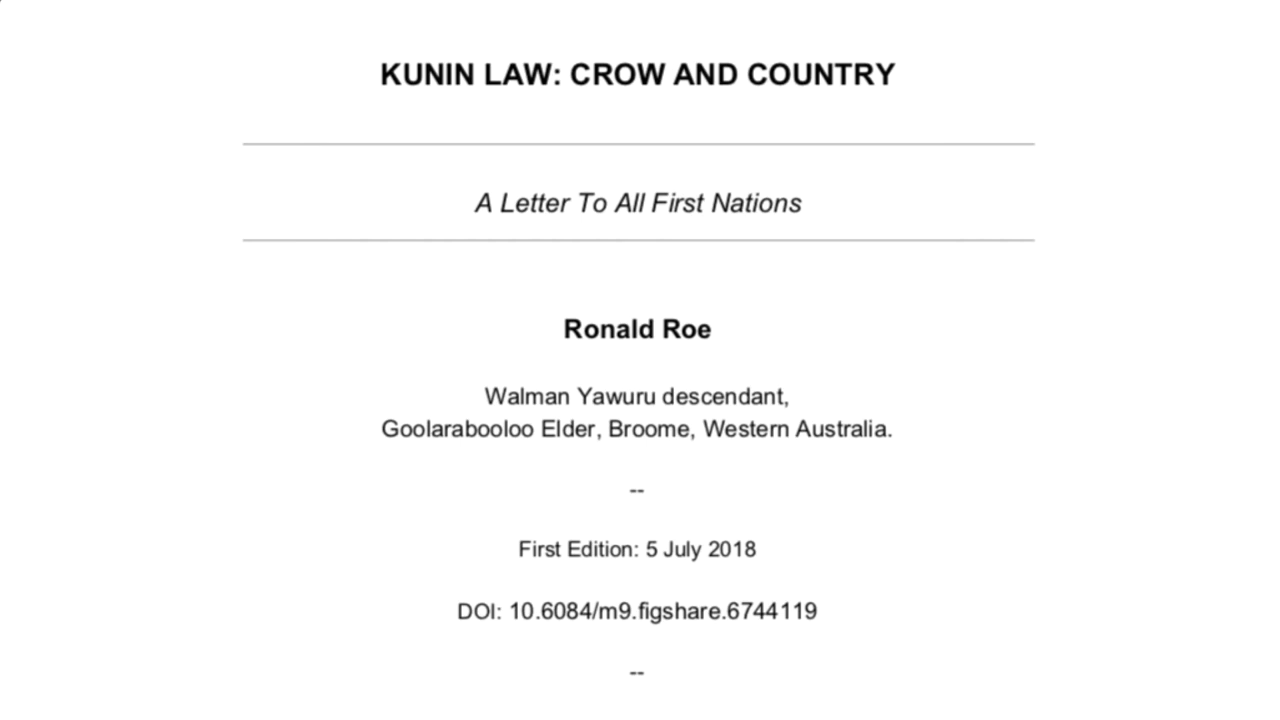 KUNIN LAW: CROW AND COUNTRY
A Letter To All First Nations
Ronald Roe
Walman Yawuru descendant,
Goolarabooloo Elder, Broome, Western Australia.
--
First Edition: 5 July 2018
DOI: 10.6084/m9.figshare.6744119
--